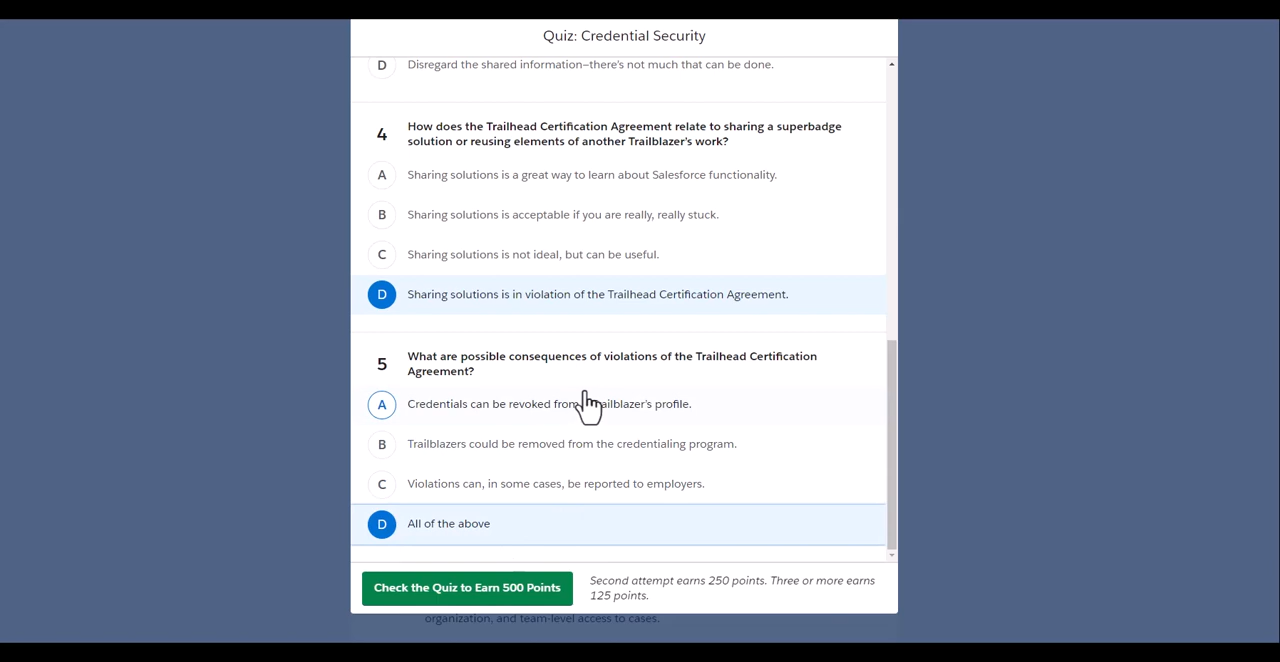 Quiz: Credential Security
D Disregard the shared information—there's not much that can be done.
4 How does the Trailhead Certification Agreement relate to sharing a superbadge
solution or reusing elements of another Trailblazer's work?
A Sharing solutions is a great way to learn about Salesforce functionality.
B Sharing solutions is acceptable if you are really, really stuck.
C Sharing solutions is not ideal, but can be useful.
D Sharing solutions is in violation of the Trailhead Certification Agreement.
5 What are possible consequences of violations of the Trailhead Certification
Agreement?
A Credentials can be revoked from Trailblazer's profile.
B Trailblazers could be removed from the credentialing program.
C Violations can, in some cases, be reported to employers.
D All of the above
Check the Quiz to Earn 500 Points
Second attempt earns 250 points. Three or more earns
125 points.
organization, and team-level access to cases.